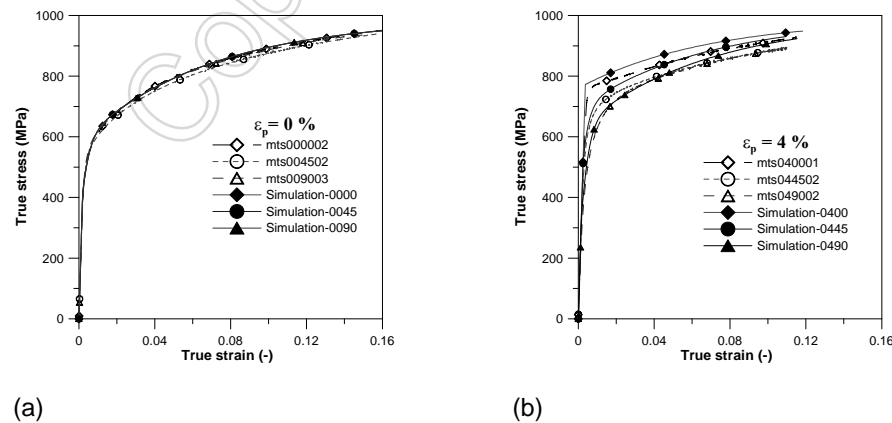 Cop
1000
800
600
400
200
0
True stress (MPa)
εp= 0 %
mts000002
mts004502
mts009003
Simulation-0000
Simulation-0045
Simulation-0090
0 0.04 0.08 0.12 0.16
True strain (-)
(a)
1000
800
600
400
200
0
True stress (MPa)
εp = 4 %
mts040001
mts044502
mts049002
Simulation-0400
Simulation-0445
Simulation-0490
0 0.04 0.08 0.12 0.16
True strain (-)
(b)